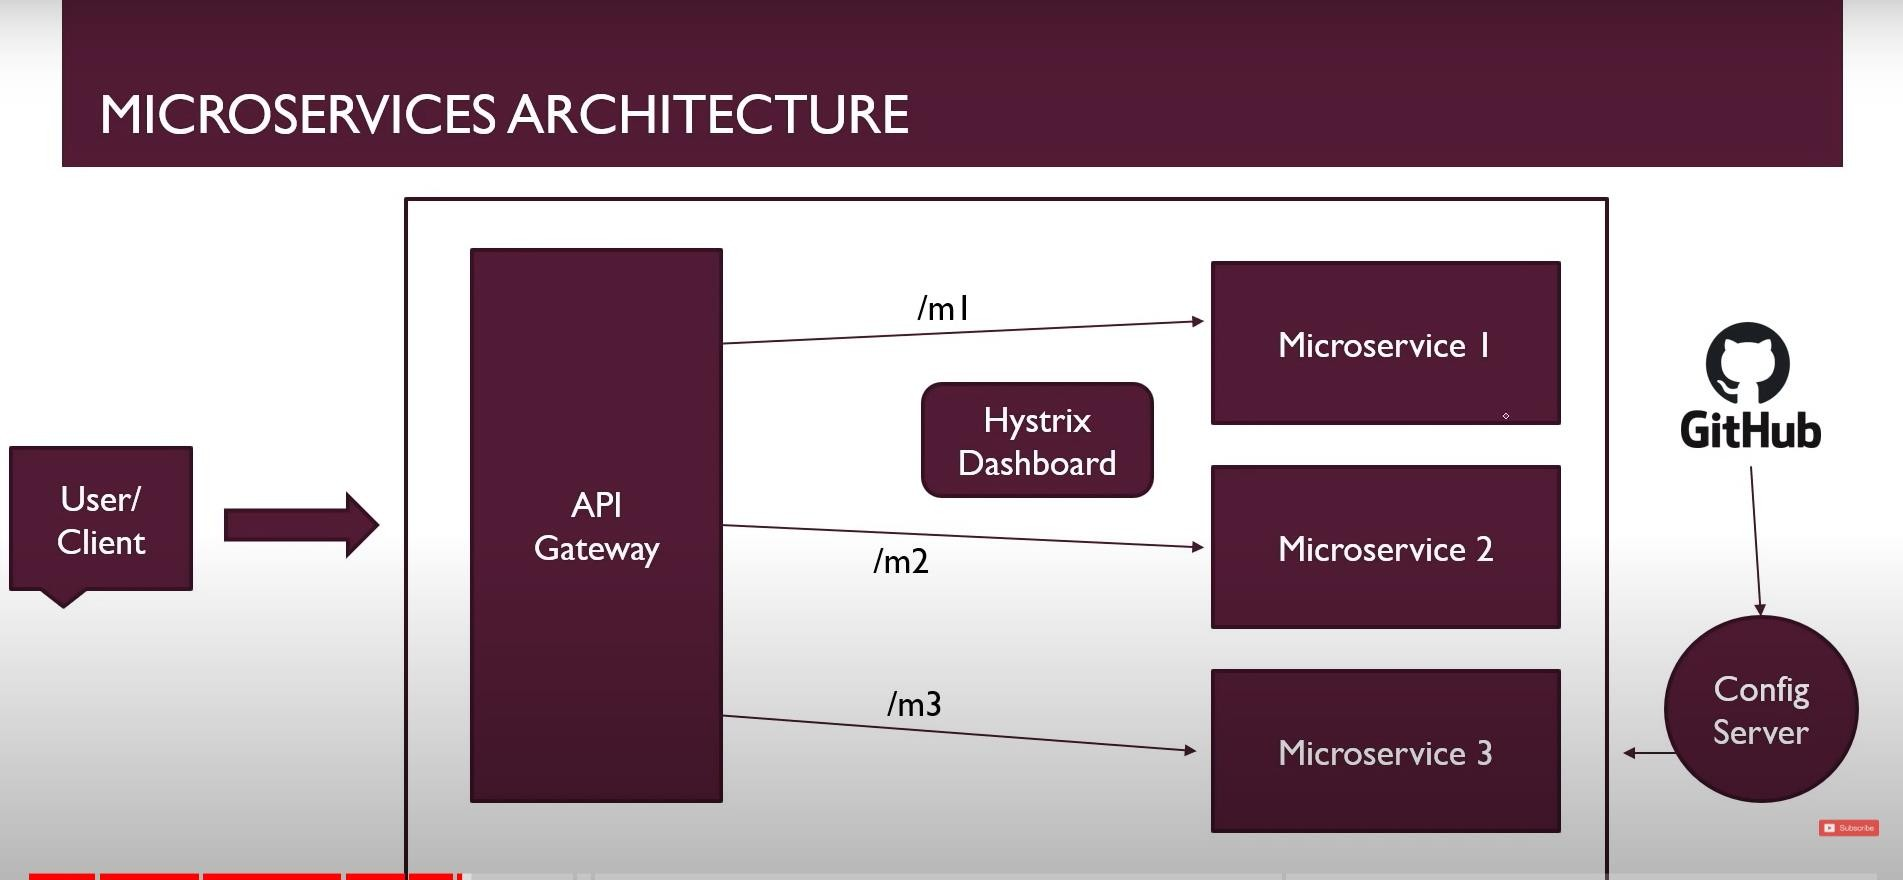 MICROSERVICES ARCHITECTURE
User/
Client
API
Gateway
/m1
Hystrix
Dashboard
/m2
/m3
Microservice 1
Microservice 2
Microservice 3
GitHub
Config
Server
Subscribe